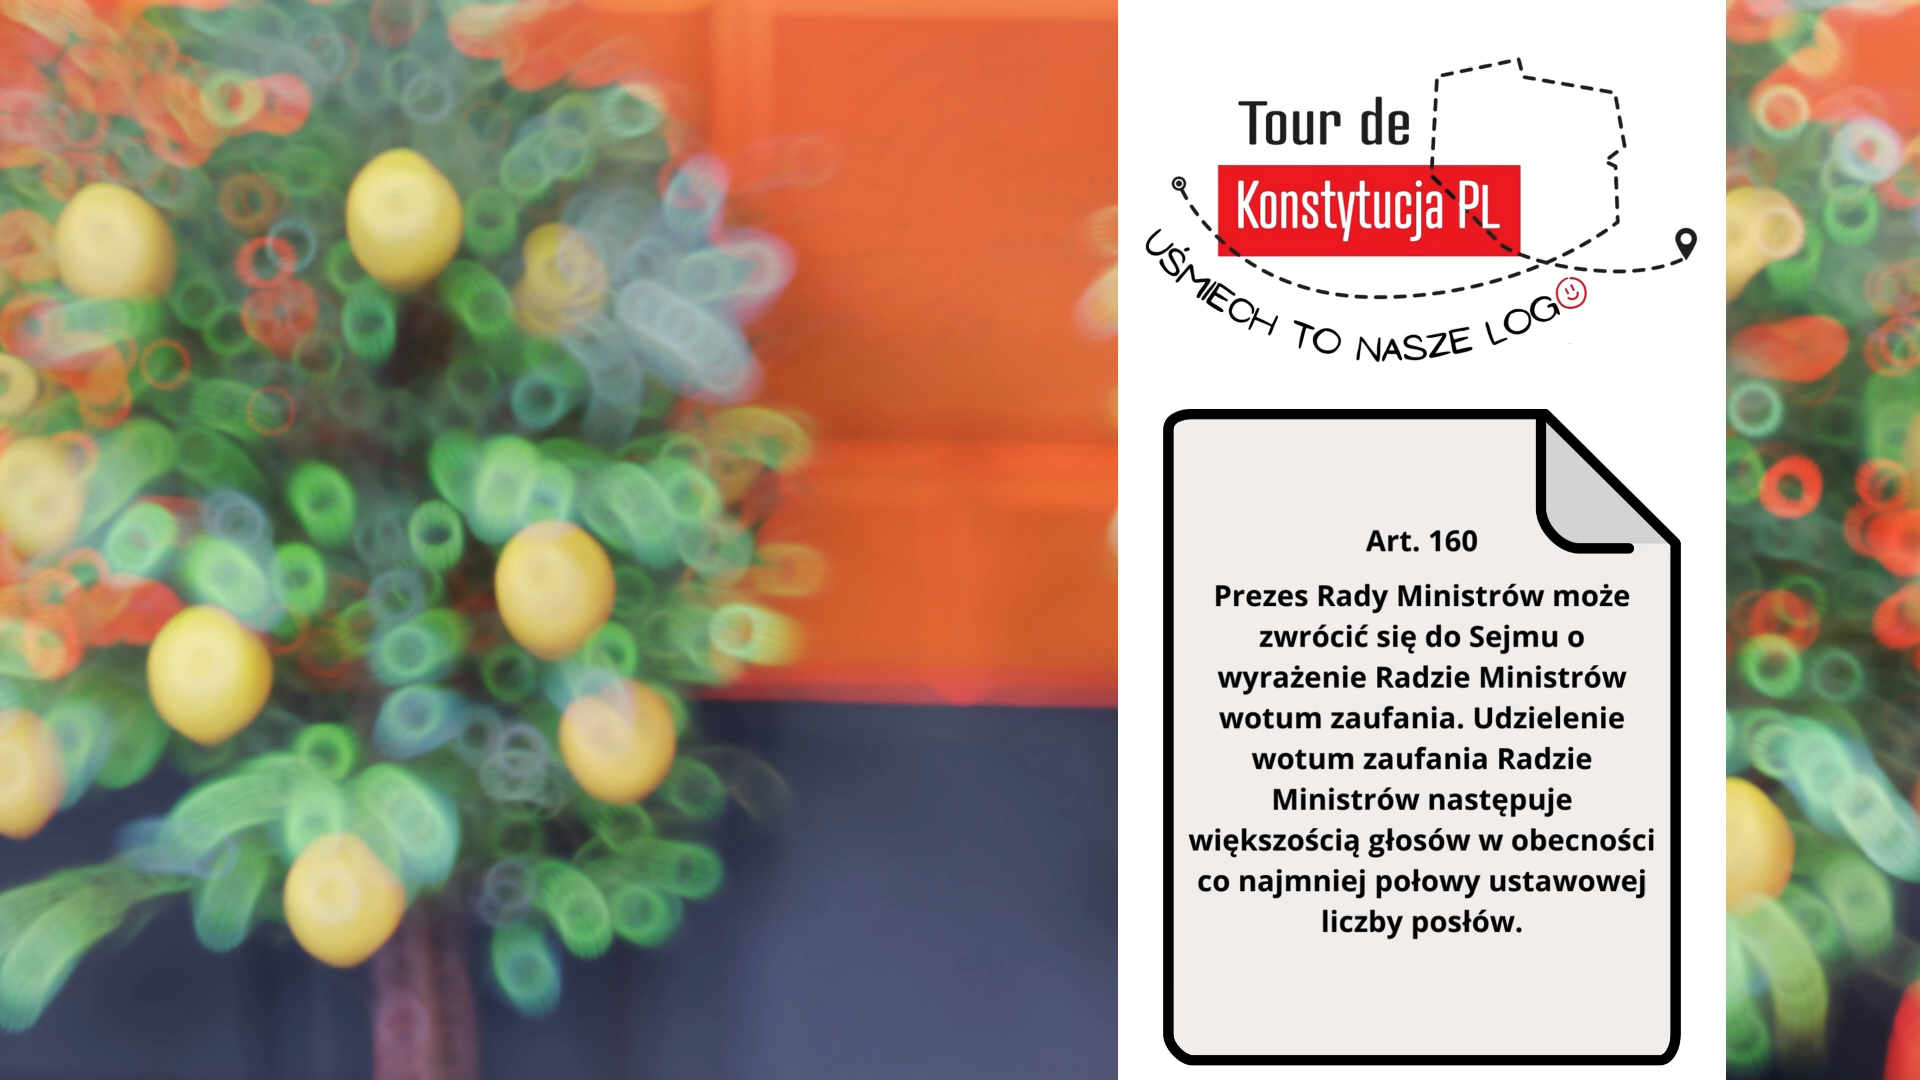 Tour de
Konstytucja PL
UŚMIECH TO NASZE LOGO
Art. 160
Prezes Rady Ministrów może
zwrócić się do Sejmu o
wyrażenie Radzie Ministrów
wotum zaufania. Udzielenie
wotum zaufania Radzie
Ministrów następuje
większością głosów w obecności
co najmniej połowy ustawowej
liczby posłów.